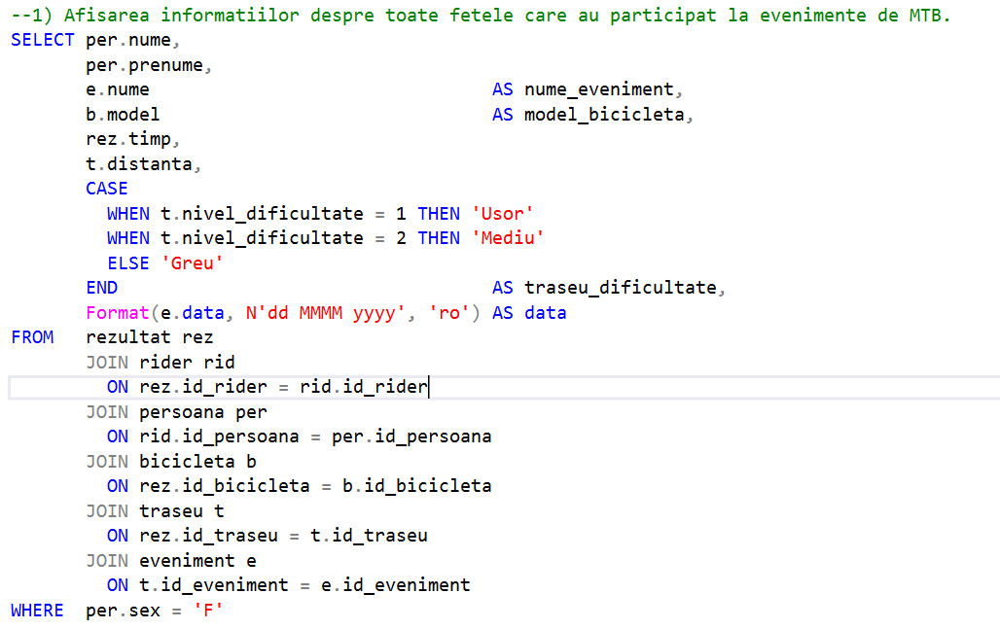 --1) Afisarea informatiilor despre toate fetele care au participat la evenimente de MTB.
SELECT per.nume,
per.prenume,
e.nume AS nume_eveniment,
b.model AS model_bicicleta,
rez.timp,
t.distanta,
CASE
WHEN t.nivel_dificultate = 1 THEN 'Usor'
WHEN t.nivel_dificultate = 2 THEN 'Mediu'
ELSE 'Greu'
END AS traseu_dificultate,
Format(e.data, N'dd MMMM yyyy', 'ro') AS data
FROM rezultat rez
JOIN rider rid
ON rez.id_rider = rid.id_rider
JOIN persoana per
ON rid.id_persoana = per.id_persoana
JOIN bicicleta b
ON rez.id_bicicleta = b.id_bicicleta
JOIN traseu t
ON rez.id_traseu = t.id_traseu
JOIN eveniment e
ON t.id_eveniment = e.id_eveniment
WHERE per.sex = 'F'